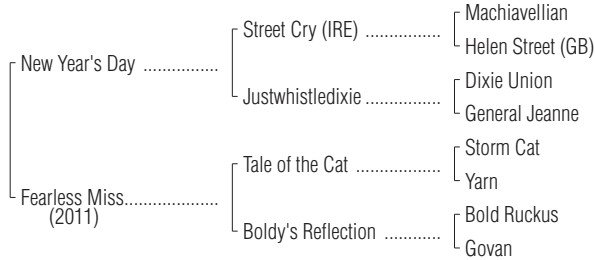 Machiavellian
Street Cry (IRE) ................
Helen Street (GB)
New Year's Day ................
Dixie Union
Justwhistledixie ................
General Jeanne
Storm Cat
Tale of the Cat ..................
Yarn
Fearless Miss....................
(2011)
Bold Ruckus
Boldy's Reflection ............
Govan